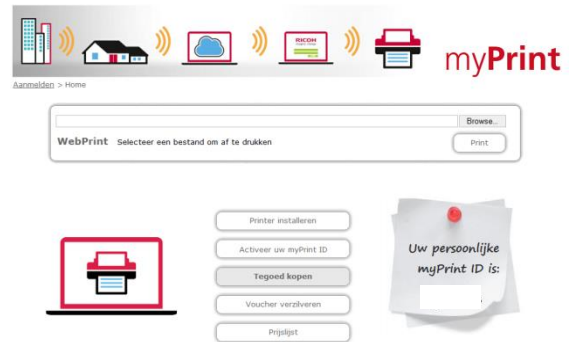 RICOH
myPrint
Aanmelden > Home
Browse...
WebPrint Selecteer een bestand om af te drukken
Print
Printer installeren
Activeer uw myPrint ID
Tegoed kopen
Voucher verzilveren
Prijslijst
Uw persoonlijke
myPrint ID is: